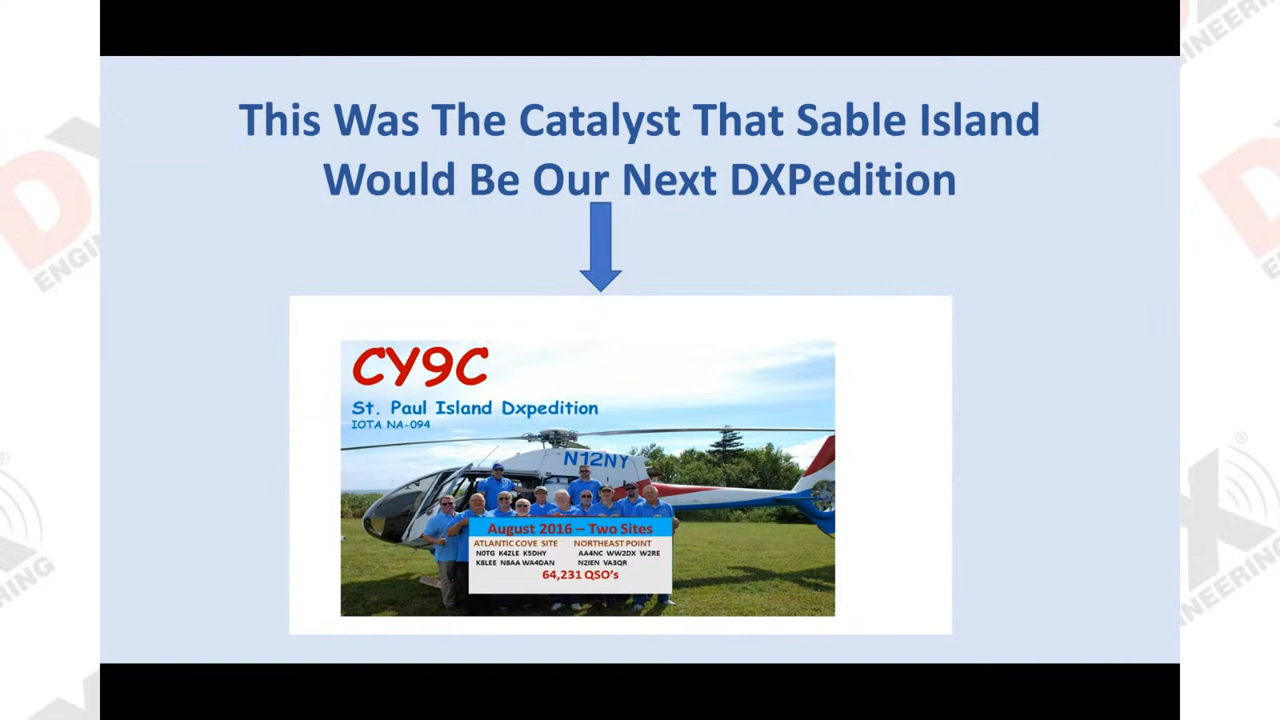 This Was The Catalyst That Sable Island
Would Be Our Next DXPedition
CY9C
St. Paul Island Dxpedition
IOTA NA-094
N12NY
August 2016 – Two Sites
ATLANTIC COVE SITE NORTHEAST POINT
N0TG K4ZLE K5DHY AA4NC WW2DX W2RE
K8LEE N8AA WA4DAN N2IEN VA3QR
64,231 QSO's
DX
ENGINEERING